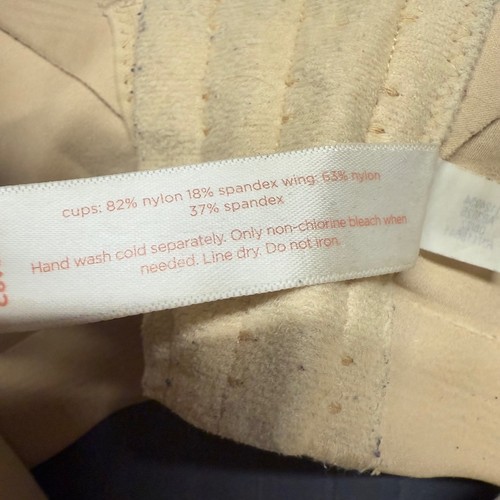 cups: 82% nylon 18% spandex wing: 63% nylon
37% spandex
Hand wash cold separately. Only non-chlorine bleach when
needed. Line dry. Do not iron.